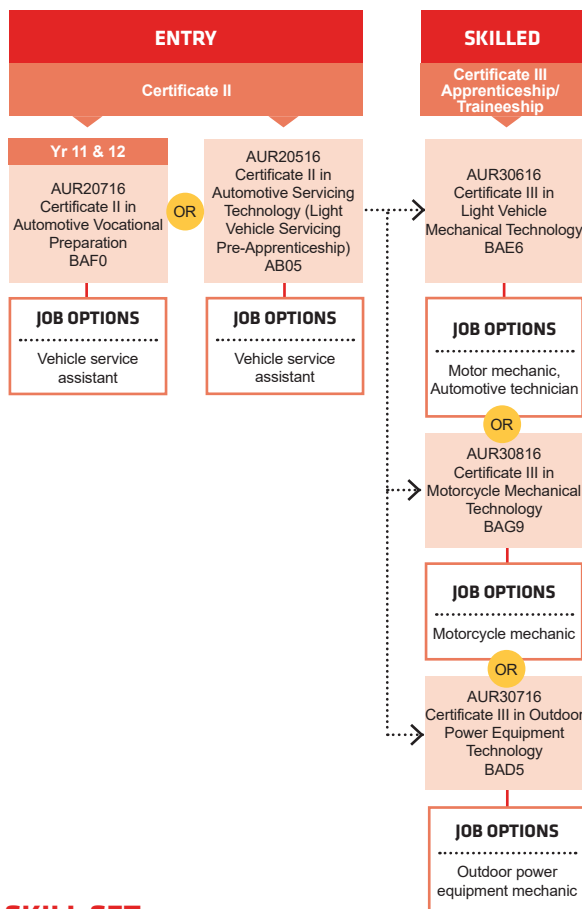 ENTRY
Certificate II
Yr 11 & 12
AUR20716
Certificate II in
Automotive Vocational
Preparation
BAF0
JOB OPTIONS
Vehicle service
assistant
OR
AUR20516
Certificate II in
Automotive Servicing
Technology (Light
Vehicle Servicing
Pre-Apprenticeship)
AB05
JOB OPTIONS
Vehicle service
assistant
SKILLED
Certificate III
Apprenticeship/
Traineeship
AUR30616
Certificate III in
Light Vehicle
Mechanical Technology
BAE6
JOB OPTIONS
Motor mechanic,
Automotive technician
OR
AUR30816
Certificate III in
Motorcycle Mechanical
Technology
BAG9
JOB OPTIONS
Motorcycle mechanic
OR
AUR30716
Certificate III in Outdoor
Power Equipment
Technology
BAD5
JOB OPTIONS
Outdoor power
equipment mechanic
SKILL SET